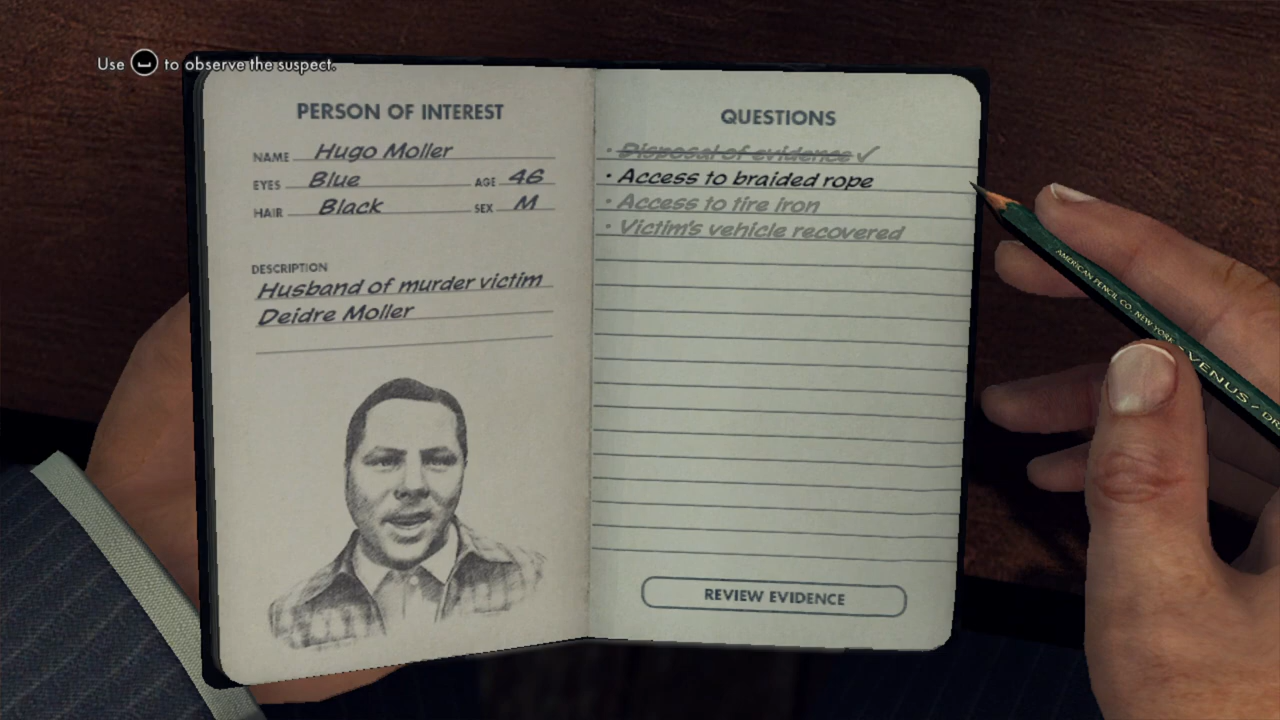 Use to observe the suspect.
PERSON OF INTEREST
NAME Hugo Moller
EYES Blue AGE 46
HAIR Black SEX M
DESCRIPTION
Husband of murder victim
Deidre Moller
QUESTIONS
• Disposal of evidence ✓
• Access to braided rope
• Access to tire iron
• Victim's vehicle recovered
REVIEW EVIDENCE
AMERICAN PENCIL CO. NEW YORK VENUS / DR